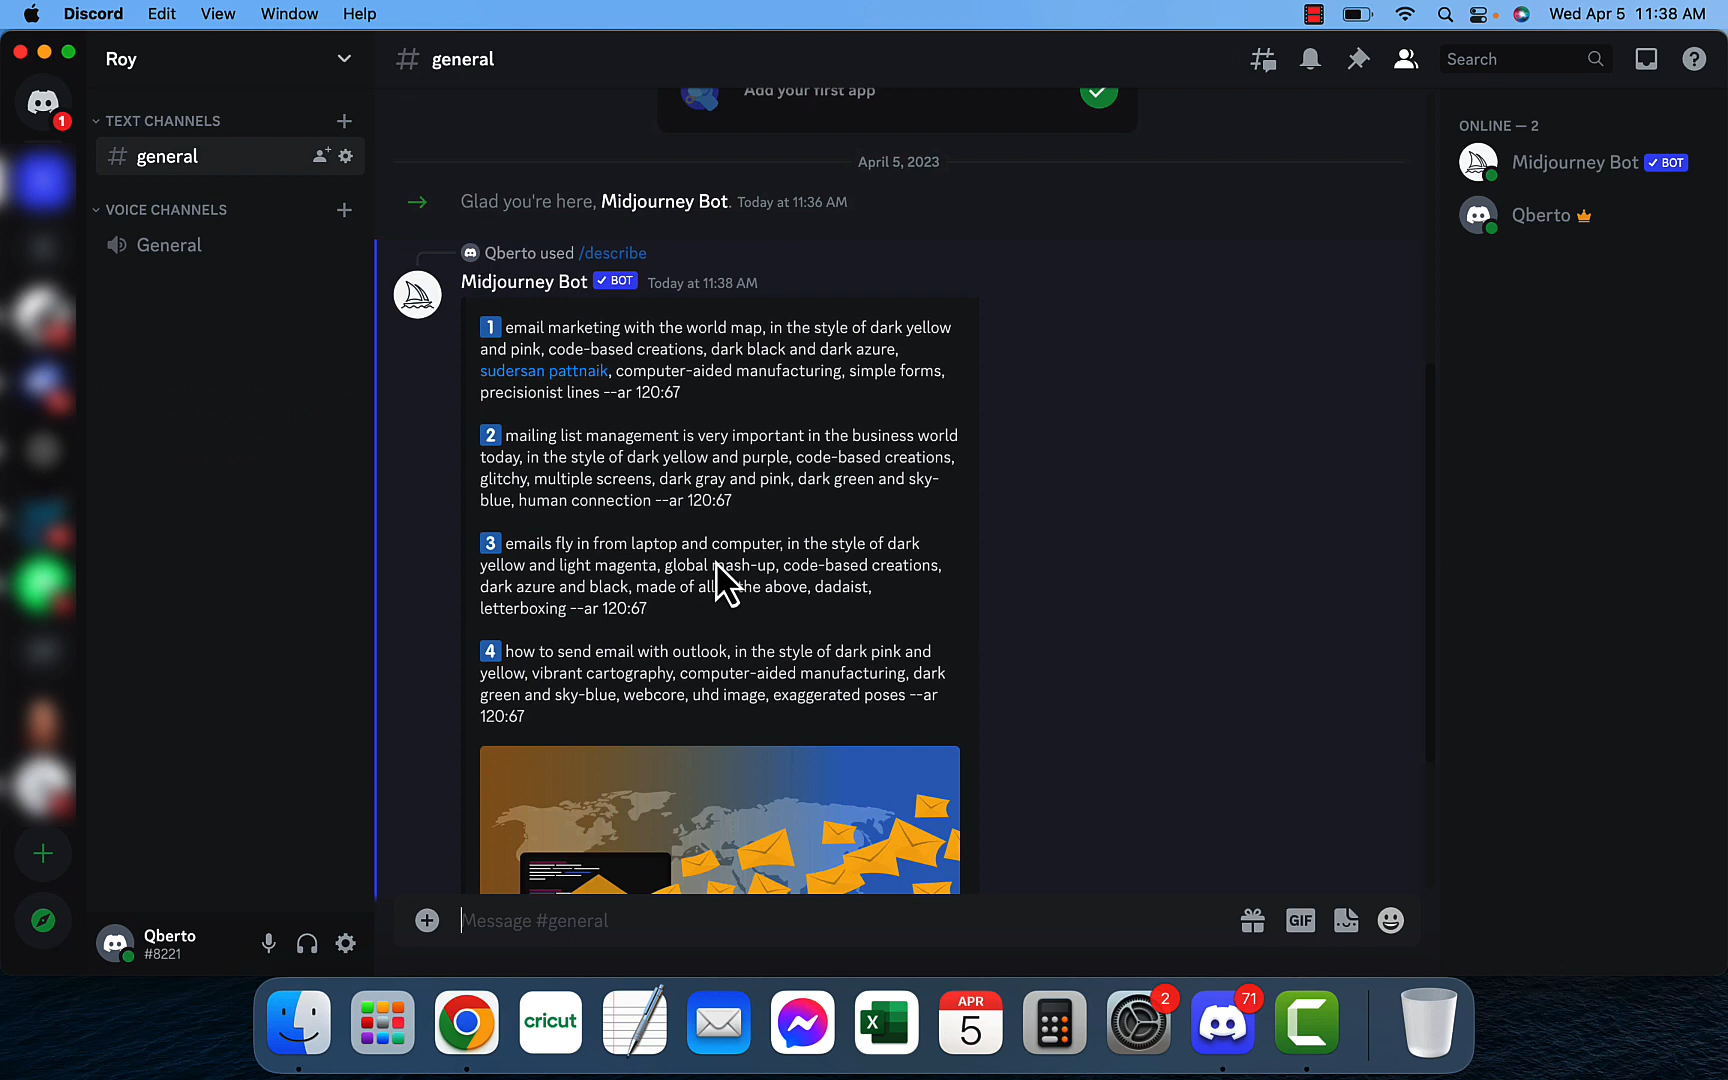 Discord Edit View Window Help
Wed Apr 5 11:38 AM
Roy
general
Search
1
TEXT CHANNELS
general
VOICE CHANNELS
General
Add your first app
April 5, 2023
Glad you're here, Midjourney Bot. Today at 11:36 AM
Qberto used /describe
Midjourney Bot BOT Today at 11:38 AM
1 email marketing with the world map, in the style of dark yellow
and pink, code-based creations, dark black and dark azure,
sudersan pattnaik, computer-aided manufacturing, simple forms,
precisionist lines --ar 120:67
2 mailing list management is very important in the business world
today, in the style of dark yellow and purple, code-based creations,
glitchy, multiple screens, dark gray and pink, dark green and sky-
blue, human connection --ar 120:67
3 emails fly in from laptop and computer, in the style of dark
yellow and light magenta, global mash-up, code-based creations,
dark azure and black, made of all the above, dadaist,
letterboxing --ar 120:67
4 how to send email with outlook, in the style of dark pink and
yellow, vibrant cartography, computer-aided manufacturing, dark
green and sky-blue, webcore, uhd image, exaggerated poses --ar
120:67
Message #general
GIF
ONLINE — 2
Midjourney Bot BOT
Qberto
Qberto
#8221
cricut
X
APR
5
2
71